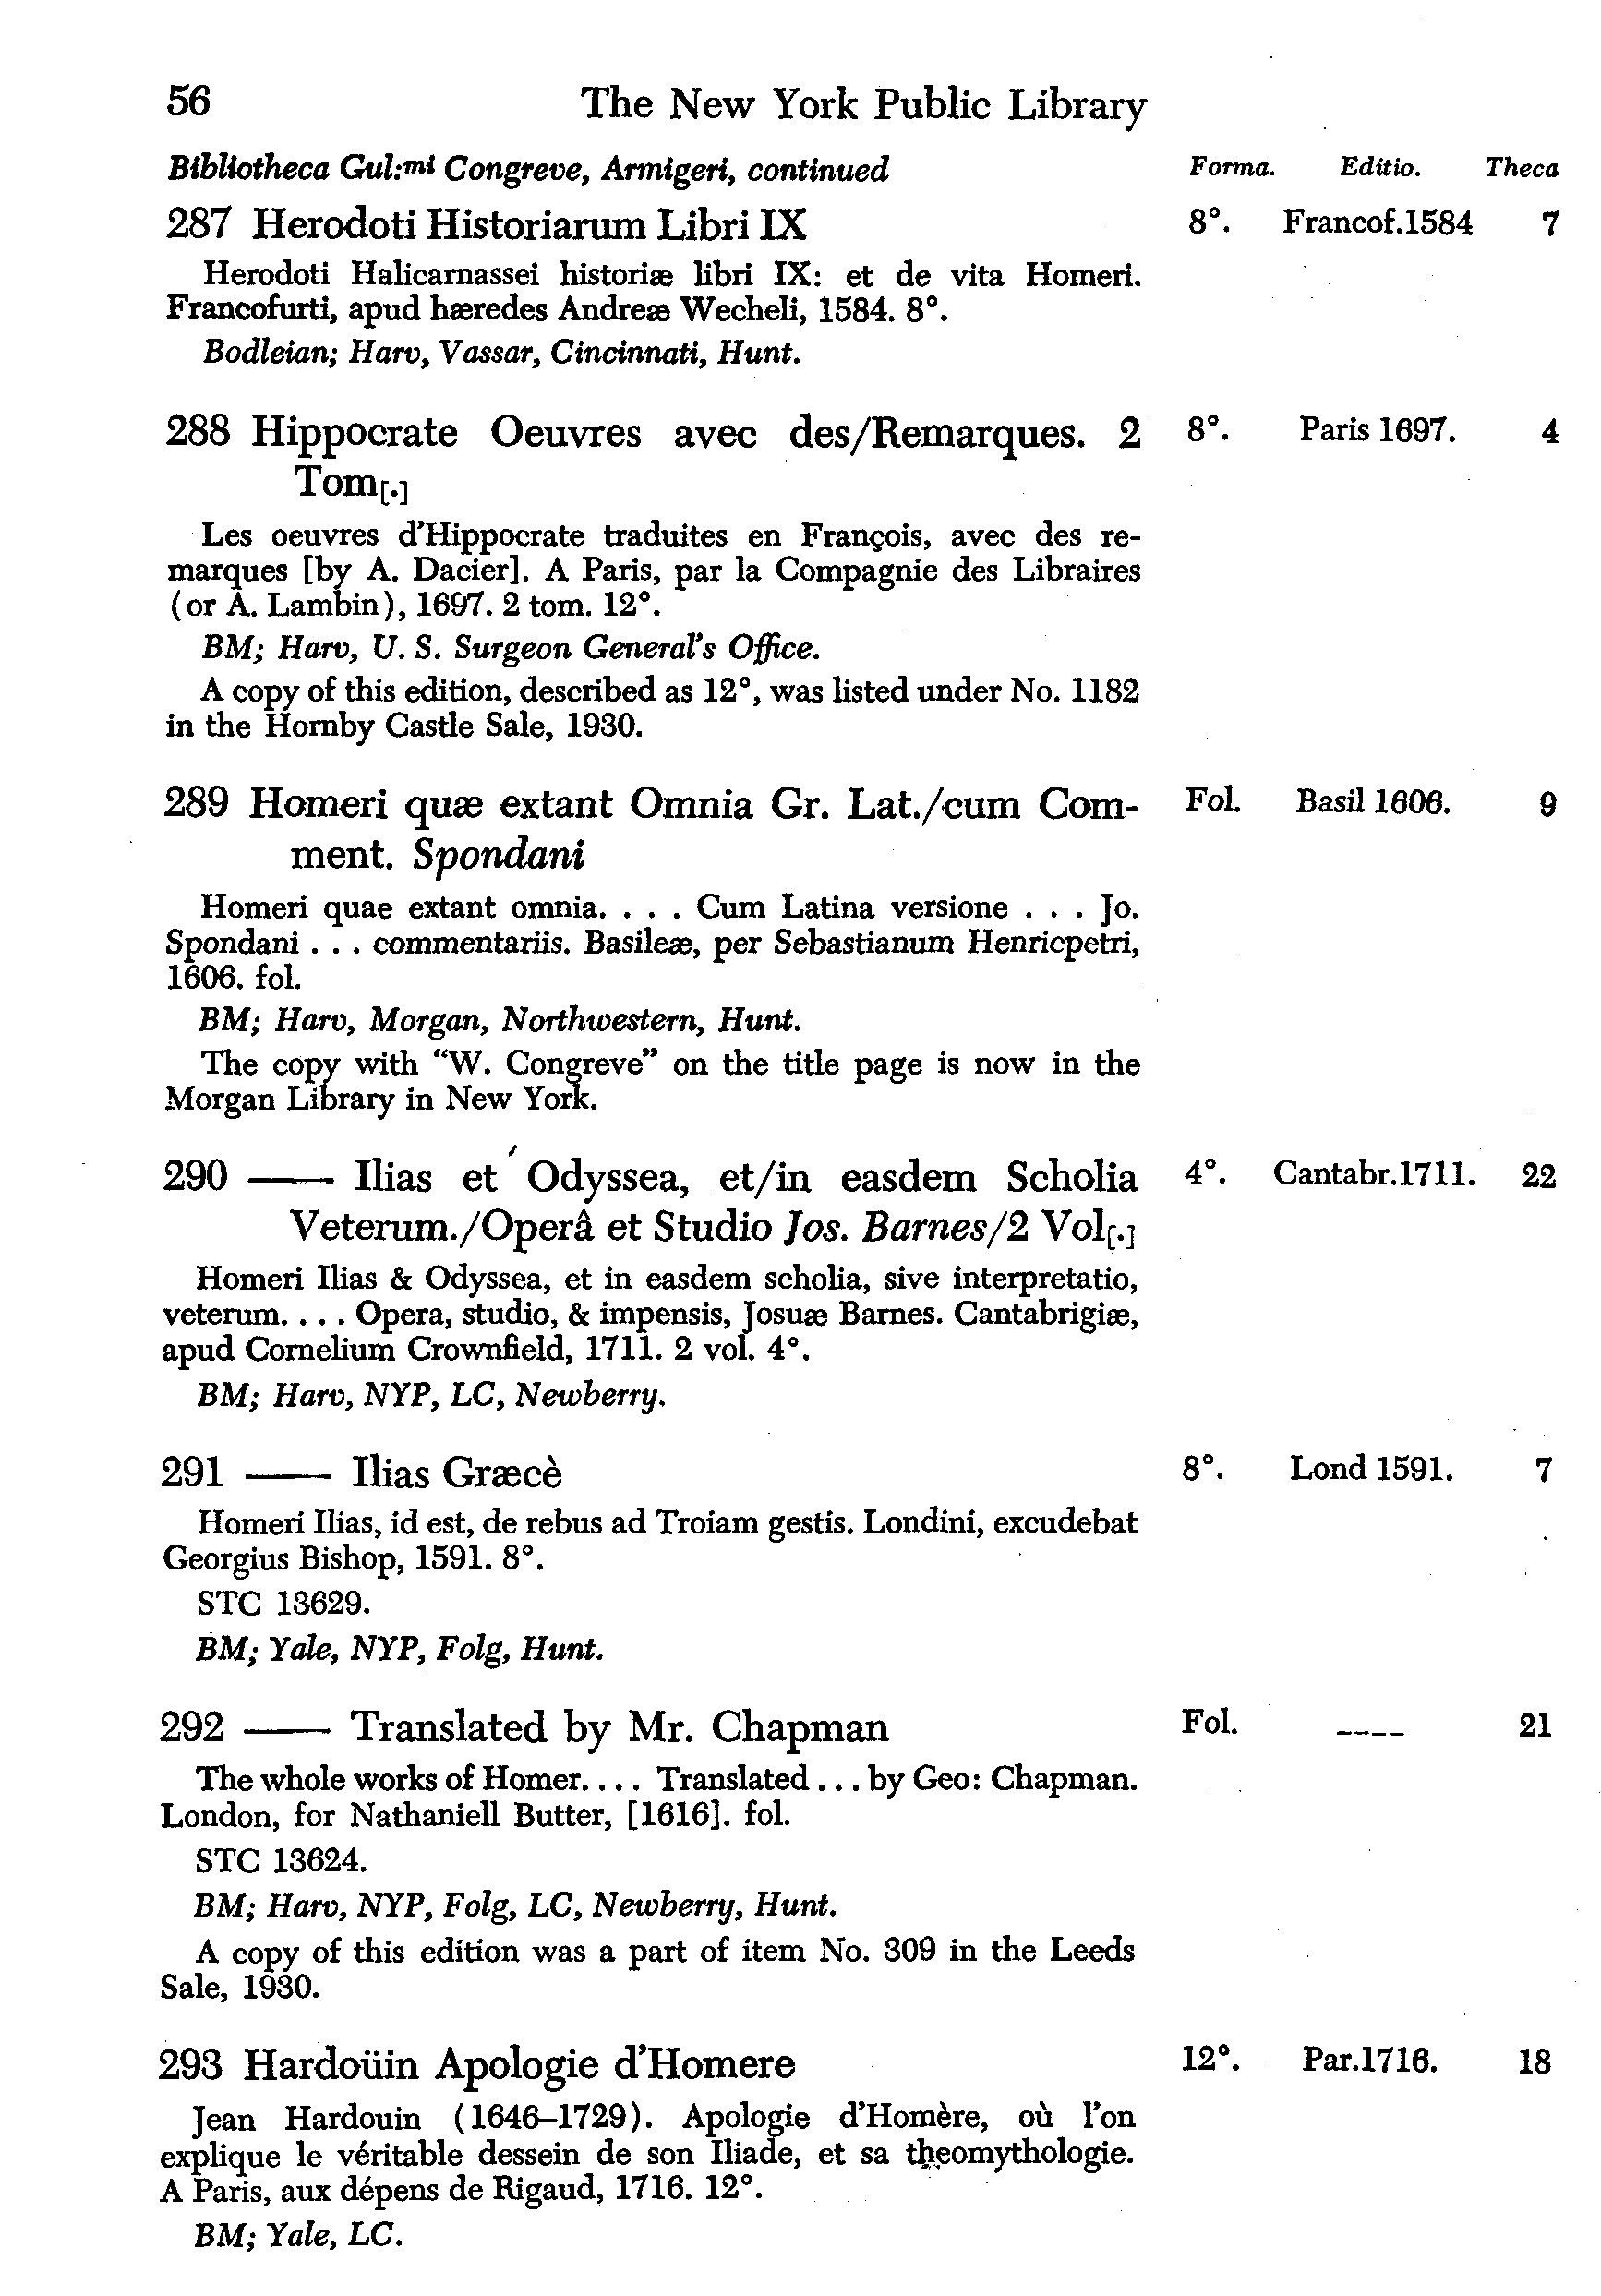 56 The New York Public Library
Bibliotheca Gul:mi Congreve, Armigeri, continued Forma. Editio. Theca
287 Herodoti Historiarum Libri IX 8°. Francof.1584 7
Herodoti Halicarnassei historiæ libri IX: et de vita Homeri.
Francofurti, apud hæredes Andreæ Wecheli, 1584. 8°.
Bodleian; Harv, Vassar, Cincinnati, Hunt.
288 Hippocrate Oeuvres avec des/Remarques. 2 8°. Paris 1697. 4
Tom[.]
Les oeuvres d'Hippocrate traduites en François, avec des re-
marques [by A. Dacier]. A Paris, par la Compagnie des Libraires
(or A. Lambin), 1697. 2 tom. 12°.
BM; Harv, U. S. Surgeon General's Office.
A copy of this edition, described as 12°, was listed under No. 1182
in the Hornby Castle Sale, 1930.
289 Homeri quæ extant Omnia Gr. Lat./cum Com- Fol. Basil 1606. 9
ment. Spondani
Homeri quae extant omnia. . . . Cum Latina versione . . . Jo.
Spondani . . . commentariis. Basileæ, per Sebastianum Henricpetri,
1606. fol.
BM; Harv, Morgan, Northwestern, Hunt.
The copy with “W. Congreve” on the title page is now in the
Morgan Library in New York.
290 —— Ilias et Odyssea, et/in easdem Scholia 4°. Cantabr.1711. 22
Veterum./Operâ et Studio Jos. Barnes/2 Vol[.]
Homeri Ilias & Odyssea, et in easdem scholia, sive interpretatio,
veterum. . . . Opera, studio, & impensis, Josuæ Barnes. Cantabrigiæ,
apud Cornelium Crownfield, 1711. 2 vol. 4°.
BM; Harv, NYP, LC, Newberry.
291 —— Ilias Græcè 8°. Lond 1591. 7
Homeri Ilias, id est, de rebus ad Troiam gestis. Londini, excudebat
Georgius Bishop, 1591. 8°.
STC 13629.
BM; Yale, NYP, Folg, Hunt.
292 —— Translated by Mr. Chapman Fol. ---- 21
The whole works of Homer. . . . Translated . . . by Geo: Chapman.
London, for Nathaniell Butter, [1616]. fol.
STC 13624.
BM; Harv, NYP, Folg, LC, Newberry, Hunt.
A copy of this edition was a part of item No. 309 in the Leeds
Sale, 1930.
293 Hardoüin Apologie d'Homere 12°. Par.1716. 18
Jean Hardouin (1646–1729). Apologie d'Homère, où l'on
explique le véritable dessein de son Iliade, et sa theomythologie.
A Paris, aux dépens de Rigaud, 1716. 12°.
BM; Yale, LC.